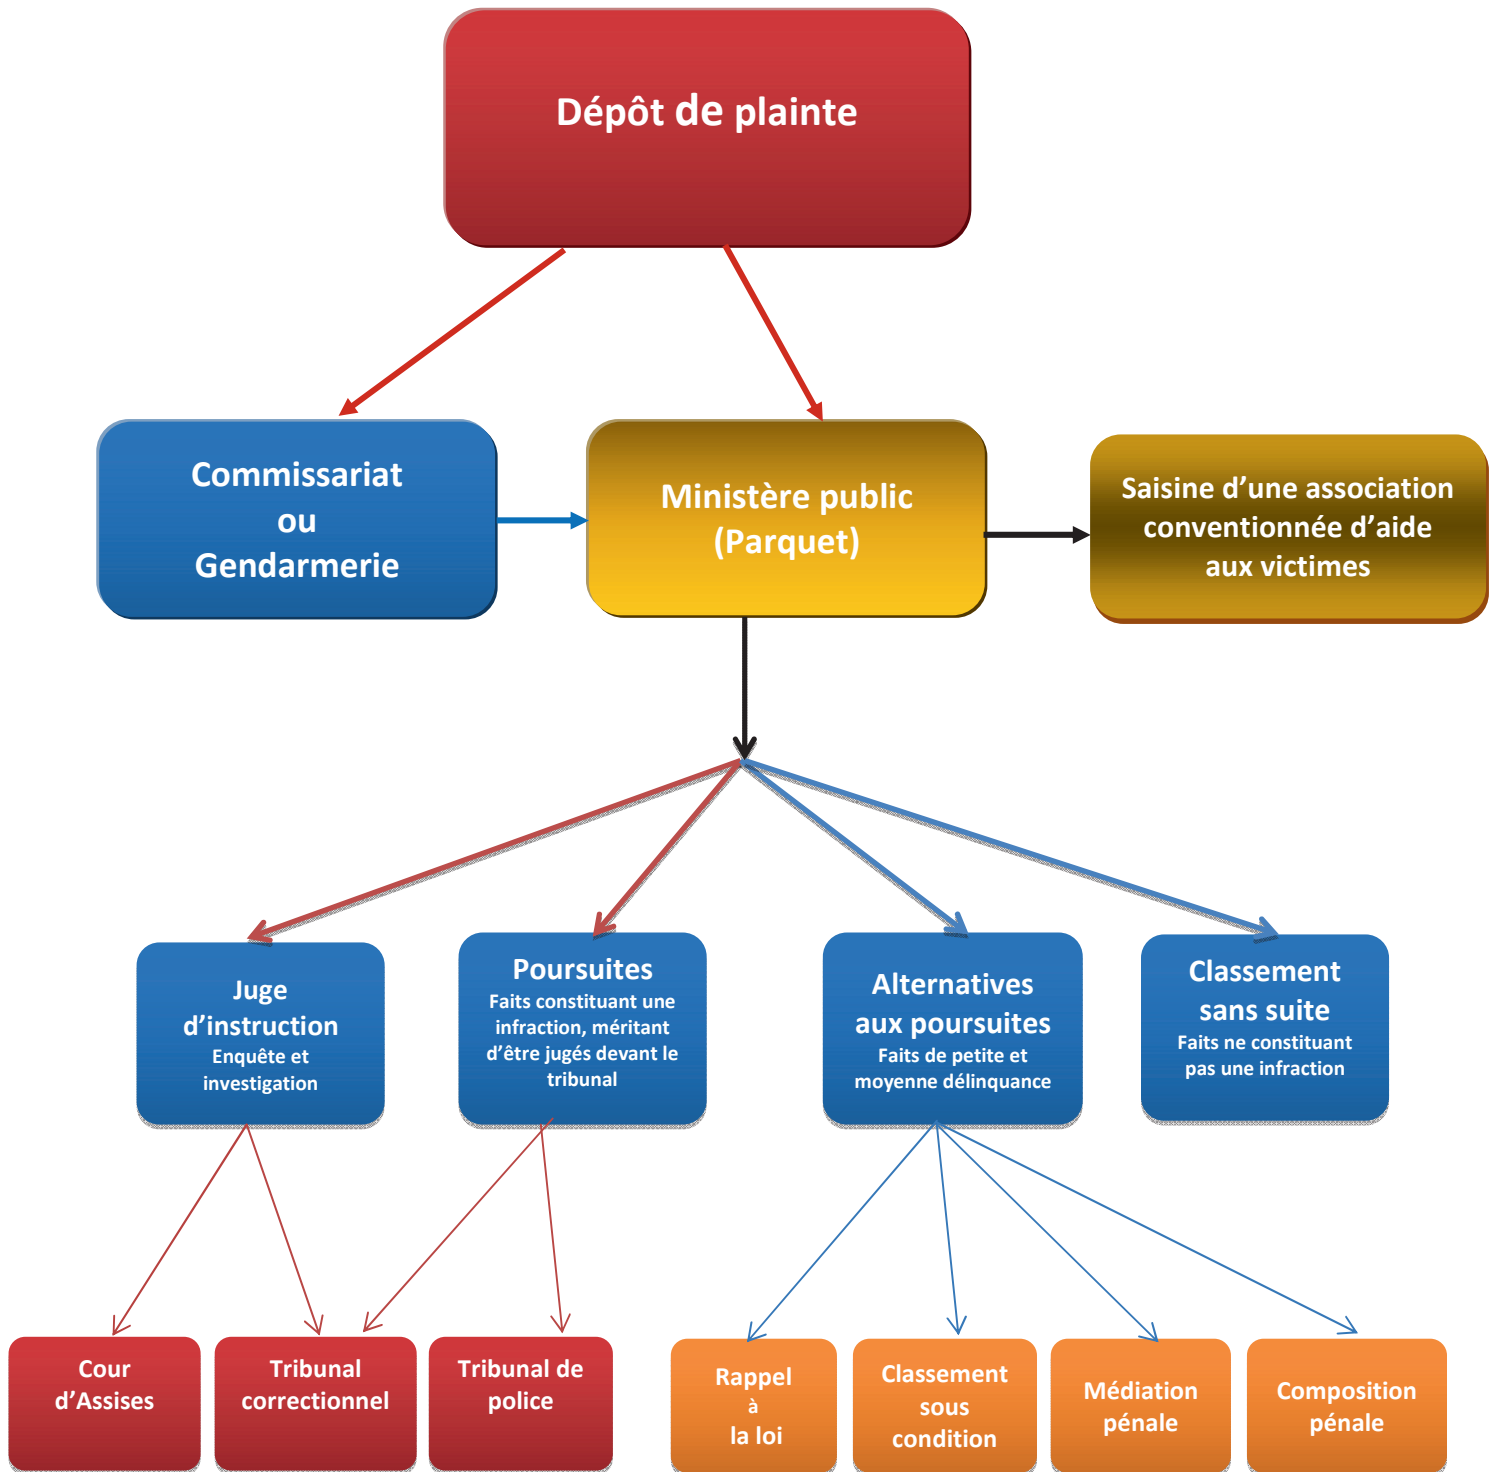 Dépôt de plainte
Commissariat
ou
Gendarmerie
Ministère public
(Parquet)
Saisine d’une association
conventionnée d’aide
aux victimes
Juge
d’instruction
Enquête et
investigation
Poursuites
Faits constituant une
infraction, méritant
d’être jugés devant le
tribunal
Alternatives
aux poursuites
Faits de petite et
moyenne délinquance
Classement
sans suite
Faits ne constituant
pas une infraction
Cour
d’Assises
Tribunal
correctionnel
Tribunal de
police
Rappel
à
la loi
Classement
sous
condition
Médiation
pénale
Composition
pénale